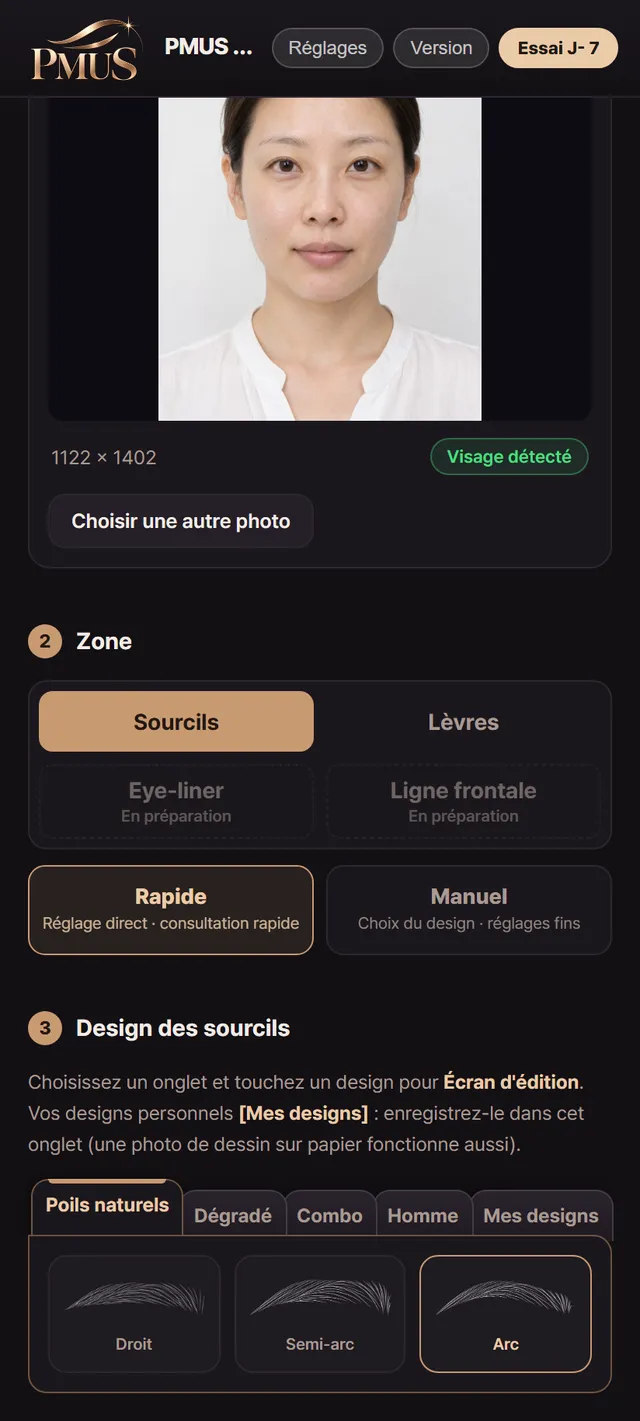 PMUS
PMUS ...
Réglages
Version
Essai J- 7
1122 × 1402
Visage détecté
Choisir une autre photo
2
Zone
Sourcils
Lèvres
Eye-liner
En préparation
Ligne frontale
En préparation
Rapide
Réglage direct · consultation rapide
Manuel
Choix du design · réglages fins
3
Design des sourcils
Choisissez un onglet et touchez un design pour Écran d'édition.
Vos designs personnels [Mes designs] : enregistrez-le dans cet
onglet (une photo de dessin sur papier fonctionne aussi).
Poils naturels
Dégradé
Combo
Homme
Mes designs
Droit
Semi-arc
Arc